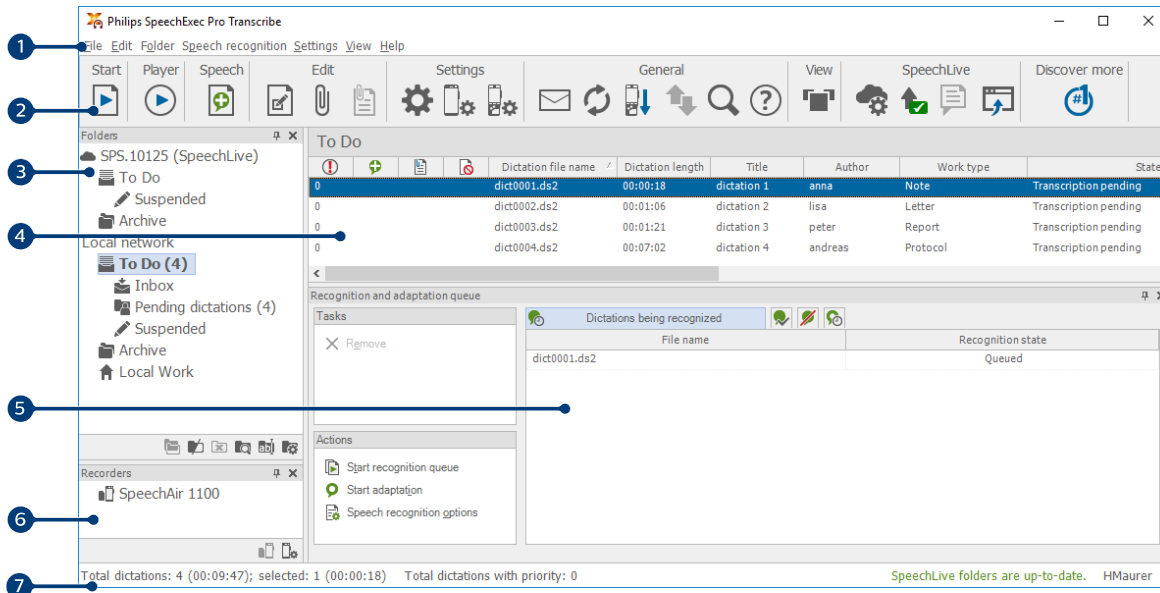 Philips SpeechExec Pro Transcribe
1
File Edit Folder Speech recognition Settings View Help
Start Player Speech Edit Settings General View SpeechLive Discover more
#1
2
Folders
To Do
SPS.10125 (SpeechLive)
Dictation file name Dictation length Title Author Work type State
3
To Do
0 dict0001.ds2 00:00:18 dictation 1 anna Note Transcription pending
Suspended
0 dict0002.ds2 00:01:06 dictation 2 lisa Letter Transcription pending
Archive
0 dict0003.ds2 00:01:21 dictation 3 peter Report Transcription pending
4
Local network
0 dict0004.ds2 00:07:02 dictation 4 andreas Protocol Transcription pending
To Do (4)
Inbox
Pending dictations (4)
Suspended
Archive
Local Work
Recognition and adaptation queue
Tasks
Dictations being recognized
Remove
File name Recognition state
dict0001.ds2 Queued
5
Actions
Start recognition queue
Start adaptation
Speech recognition options
Recorders
SpeechAir 1100
6
7
Total dictations: 4 (00:09:47); selected: 1 (00:00:18) Total dictations with priority: 0 SpeechLive folders are up-to-date. HMaurer